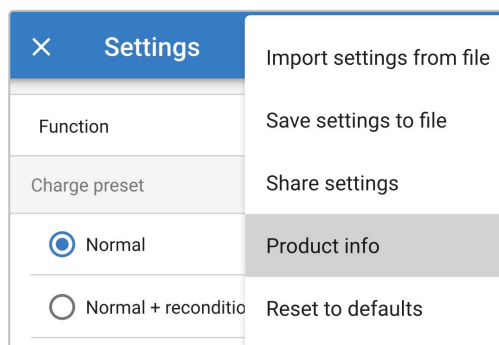 Settings
Function
Charge preset
Normal
Normal + reconditio
Import settings from file
Save settings to file
Share settings
Product info
Reset to defaults